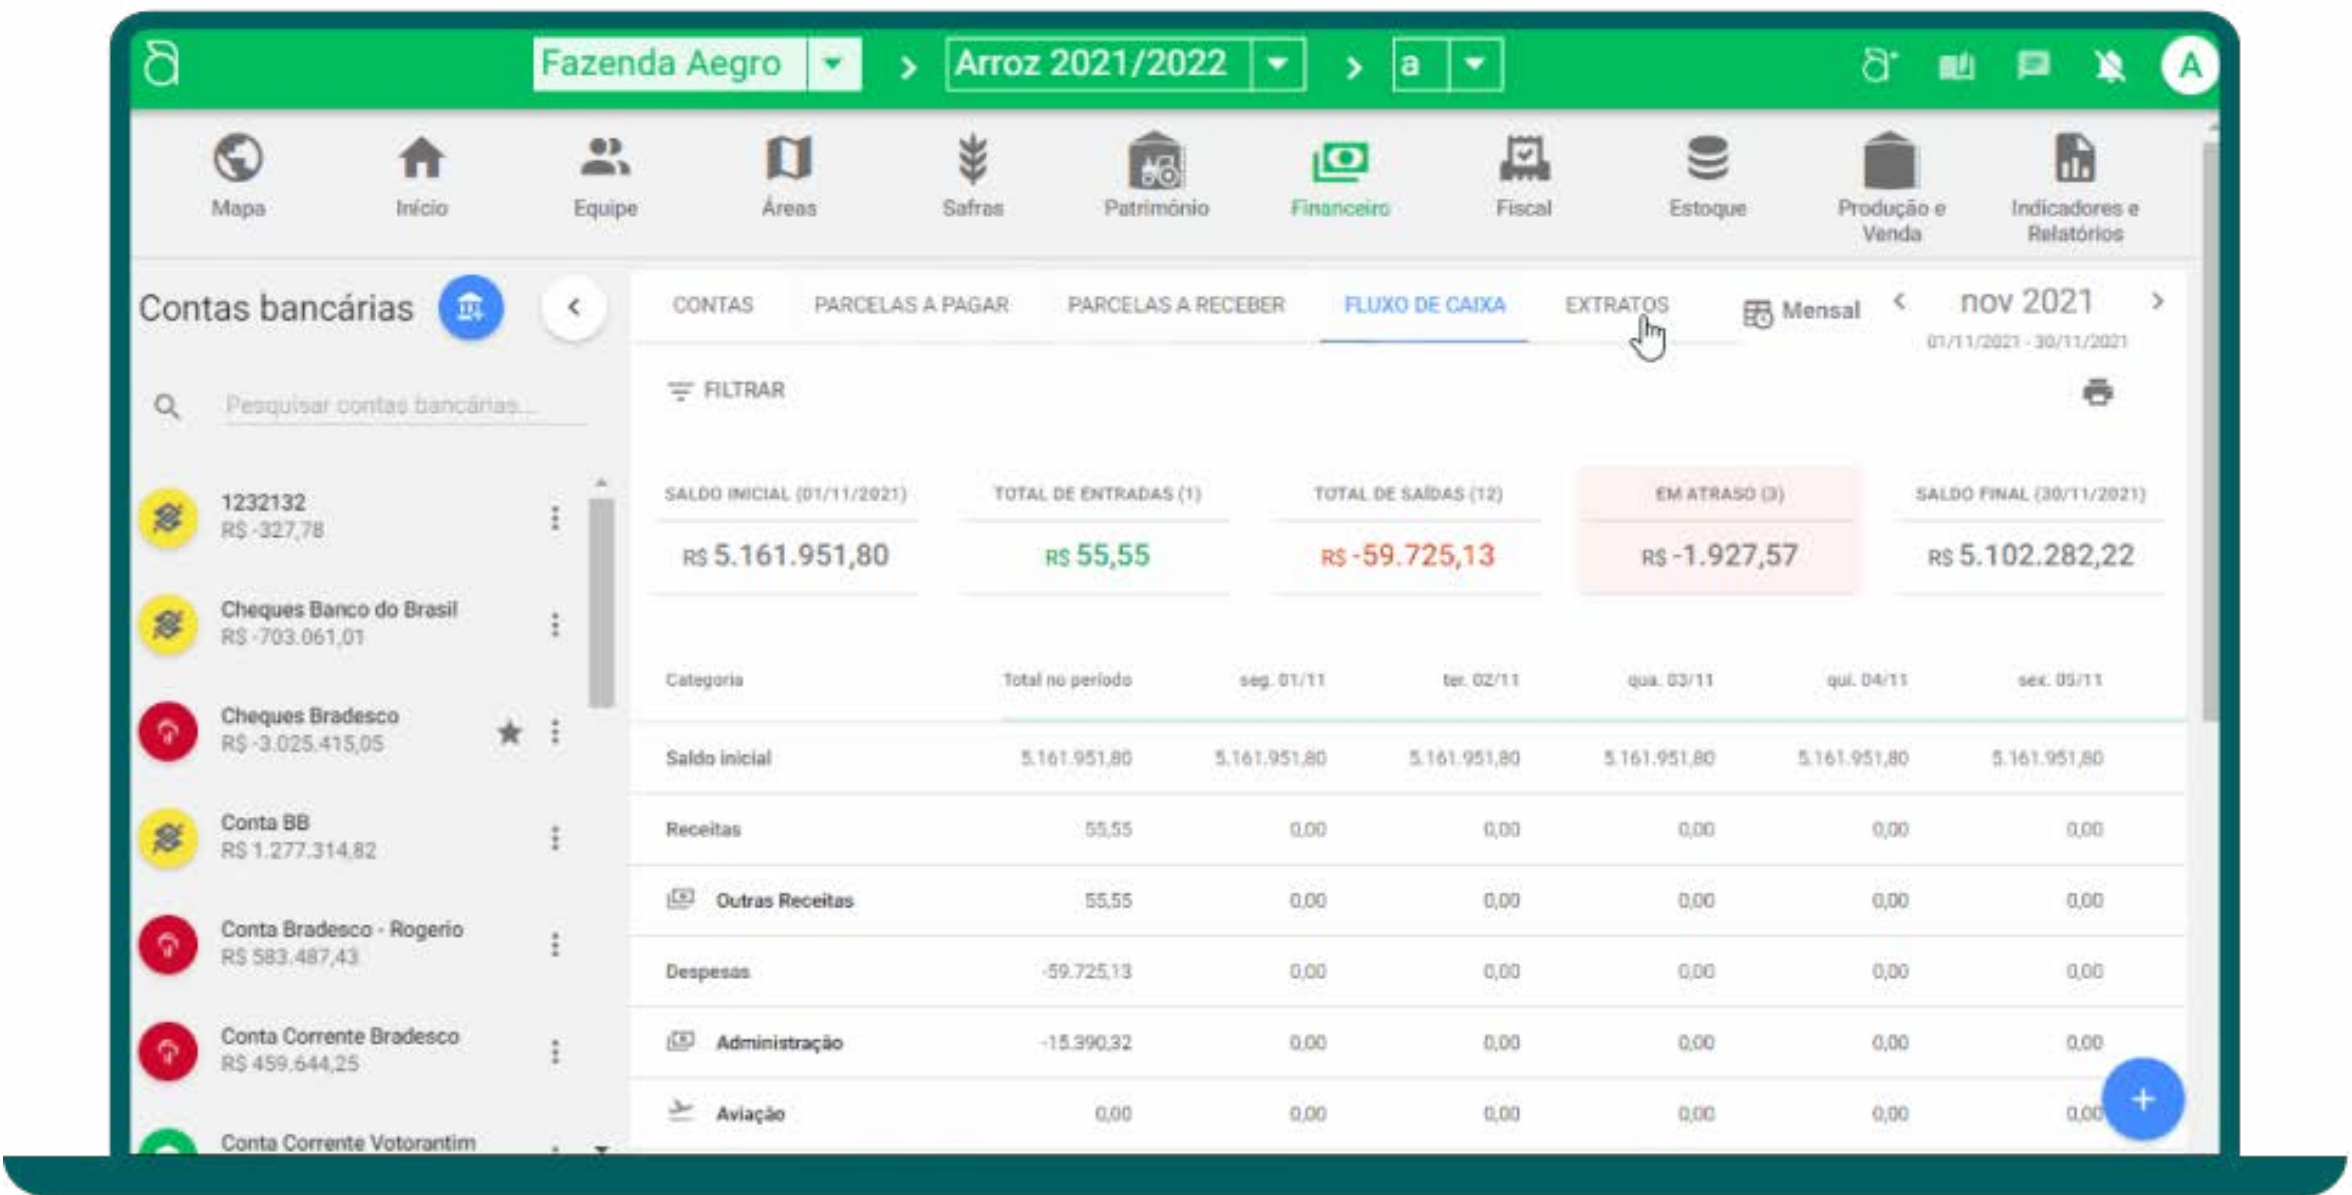 Fazenda Aegro > Arroz 2021/2022 > a
A
Mapa Início Equipe Áreas Safras Patrimônio Financeiro Fiscal Estoque Produção e Venda Indicadores e Relatórios
Contas bancárias
Pesquisar contas bancárias...
1232132
R$ -327,78
Cheques Banco do Brasil
R$ -703.061,01
Cheques Bradesco
R$ -3.025.415,05
Conta BB
R$ 1.277.314,82
Conta Bradesco - Rogerio
R$ 583.487,43
Conta Corrente Bradesco
R$ 459.644,25
Conta Corrente Votorantim
CONTAS PARCELAS A PAGAR PARCELAS A RECEBER FLUXO DE CAIXA EXTRATOS Mensal < nov 2021 >
01/11/2021 - 30/11/2021
FILTRAR
SALDO INICIAL (01/11/2021) TOTAL DE ENTRADAS (1) TOTAL DE SAÍDAS (12) EM ATRASO (3) SALDO FINAL (30/11/2021)
R$ 5.161.951,80 R$ 55,55 R$ -59.725,13 R$ -1.927,57 R$ 5.102.282,22
Categoria Total no período seg. 01/11 ter. 02/11 qua. 03/11 qui. 04/11 sex. 05/11
Saldo inicial 5.161.951,80 5.161.951,80 5.161.951,80 5.161.951,80 5.161.951,80 5.161.951,80
Receitas 55,55 0,00 0,00 0,00 0,00 0,00
Outras Receitas 55,55 0,00 0,00 0,00 0,00 0,00
Despesas -59.725,13 0,00 0,00 0,00 0,00 0,00
Administração -15.390,32 0,00 0,00 0,00 0,00 0,00
Aviação 0,00 0,00 0,00 0,00 0,00 0,00